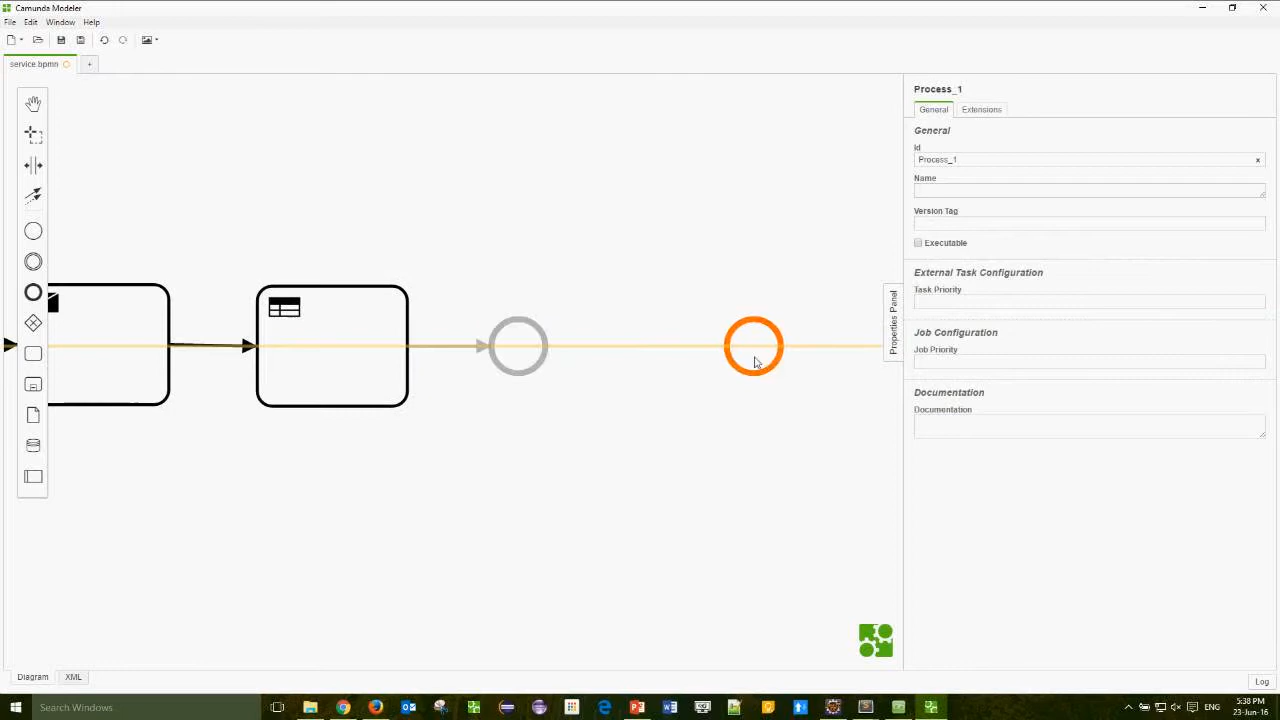 Camunda Modeler
File Edit Window Help
service.bpmn +
Process_1
General Extensions
General
Id
Process_1 x
Name
Version Tag
Executable
External Task Configuration
Task Priority
Job Configuration
Job Priority
Documentation
Documentation
Properties Panel
Diagram XML
Log
Search Windows
ENG
5:38 PM
23-Jun-16